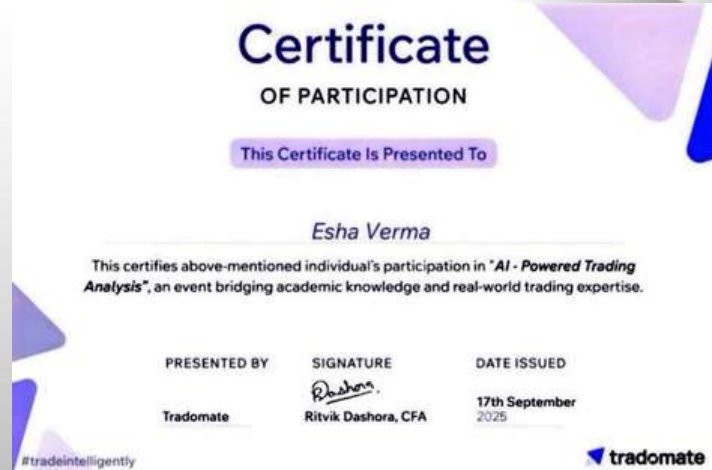 Certificate
OF PARTICIPATION
This Certificate Is Presented To
Esha Verma
This certifies above-mentioned individual's participation in "AI - Powered Trading
Analysis", an event bridging academic knowledge and real-world trading expertise.
PRESENTED BY
SIGNATURE
DATE ISSUED
Dashora.
Tradomate
Ritvik Dashora, CFA
17th September
2025
#tradeintelligently
tradomate